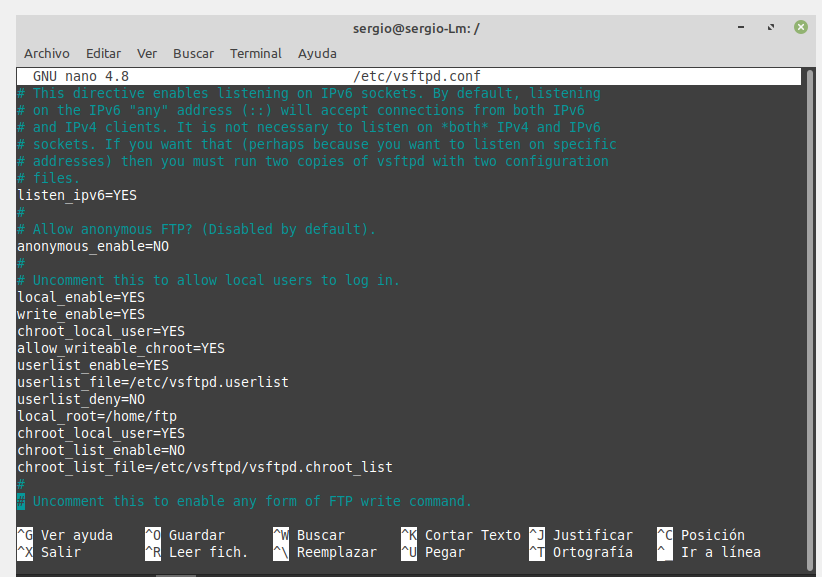 sergio@sergio-Lm: /
Archivo Editar Ver Buscar Terminal Ayuda
GNU nano 4.8 /etc/vsftpd.conf
# This directive enables listening on IPv6 sockets. By default, listening
# on the IPv6 "any" address (::) will accept connections from both IPv6
# and IPv4 clients. It is not necessary to listen on *both* IPv4 and IPv6
# sockets. If you want that (perhaps because you want to listen on specific
# addresses) then you must run two copies of vsftpd with two configuration
# files.
listen_ipv6=YES
#
# Allow anonymous FTP? (Disabled by default).
anonymous_enable=NO
#
# Uncomment this to allow local users to log in.
local_enable=YES
write_enable=YES
chroot_local_user=YES
allow_writeable_chroot=YES
userlist_enable=YES
userlist_file=/etc/vsftpd.userlist
userlist_deny=NO
local_root=/home/ftp
chroot_local_user=YES
chroot_list_enable=NO
chroot_list_file=/etc/vsftpd/vsftpd.chroot_list
#
# Uncomment this to enable any form of FTP write command.
^G Ver ayuda ^O Guardar ^W Buscar ^K Cortar Texto ^J Justificar ^C Posición
^X Salir ^R Leer fich. ^\ Reemplazar ^U Pegar ^T Ortografía ^_ Ir a línea